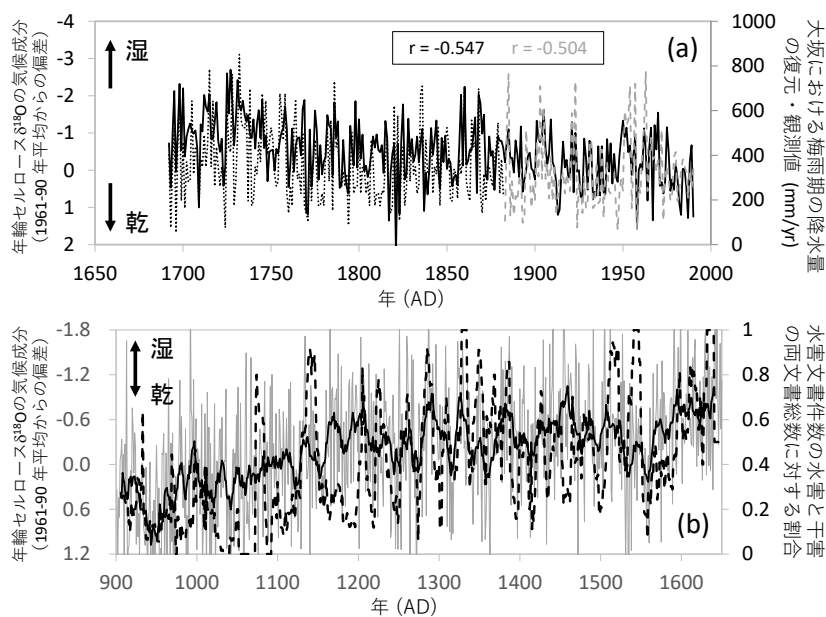 年輪セルロースδ18Oの気候成分
(1961-90 年平均からの偏差)
-4
-3
-2
-1
0
1
2
湿
乾
r = -0.547
r = -0.504
(a)
1000
800
600
400
200
0
大坂における梅雨期の降水量
の復元・観測値 (mm/yr)
1650
1700
1750
1800
1850
1900
1950
2000
年 (AD)
年輪セルロースδ18Oの気候成分
(1961-90 年平均からの偏差)
-1.8
-1.2
-0.6
0.0
0.6
1.2
湿
乾
(b)
1
0.8
0.6
0.4
0.2
0
水害文書件数の水害と干害
の両文書総数に対する割合
900
1000
1100
1200
1300
1400
1500
1600
年 (AD)